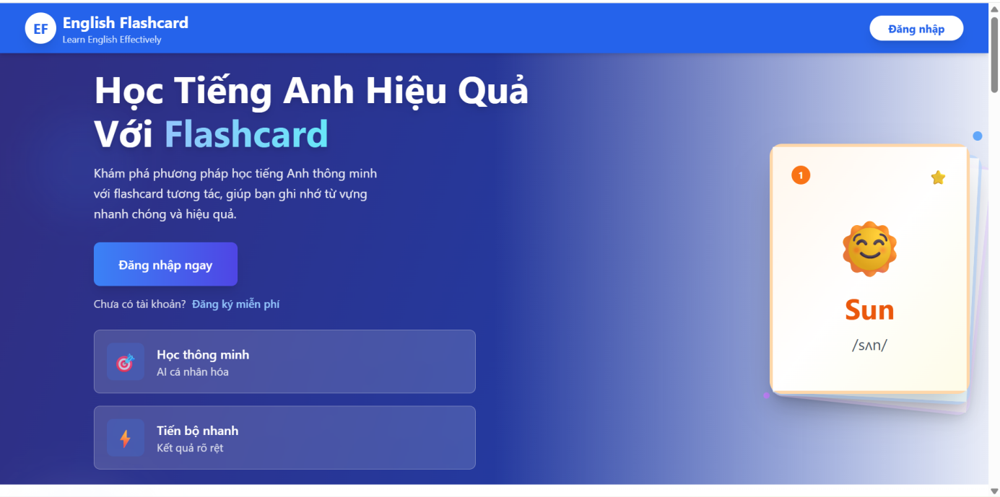 EF
English Flashcard
Learn English Effectively
Đăng nhập
Học Tiếng Anh Hiệu Quả
Với Flashcard
Khám phá phương pháp học tiếng Anh thông minh
với flashcard tương tác, giúp bạn ghi nhớ từ vựng
nhanh chóng và hiệu quả.
Đăng nhập ngay
Chưa có tài khoản? Đăng ký miễn phí
Học thông minh
AI cá nhân hóa
Tiến bộ nhanh
Kết quả rõ rệt
1
Sun
/sʌn/